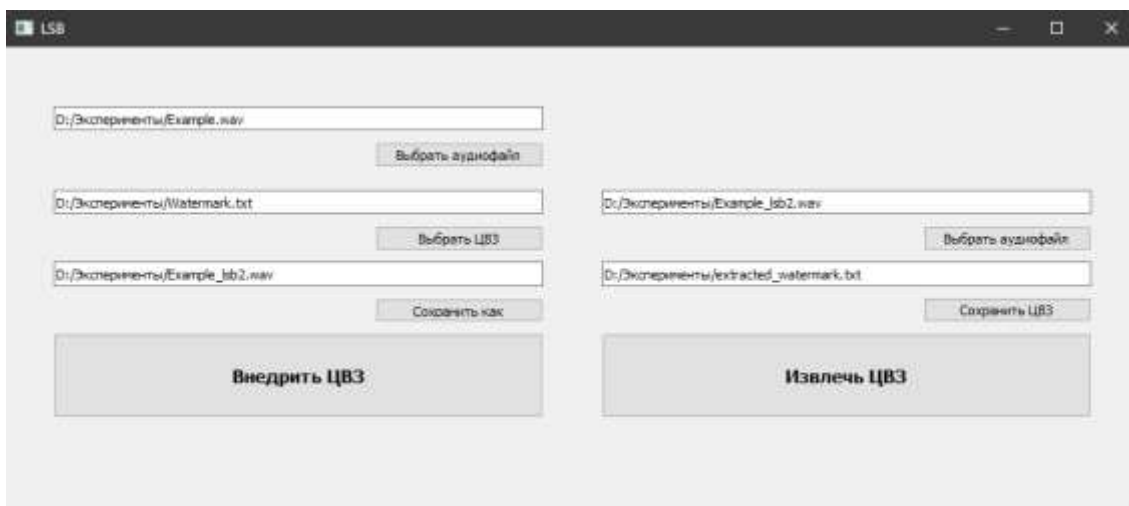 LSB
D:/Эксперименты/Example.wav
Выбрать аудиофайл
D:/Эксперименты/Watermark.txt
Выбрать ЦВЗ
D:/Эксперименты/Example_lsb2.wav
Сохранить как
Внедрить ЦВЗ
D:/Эксперименты/Example_lsb2.wav
Выбрать аудиофайл
D:/Эксперименты/extracted_watermark.txt
Сохранить ЦВЗ
Извлечь ЦВЗ